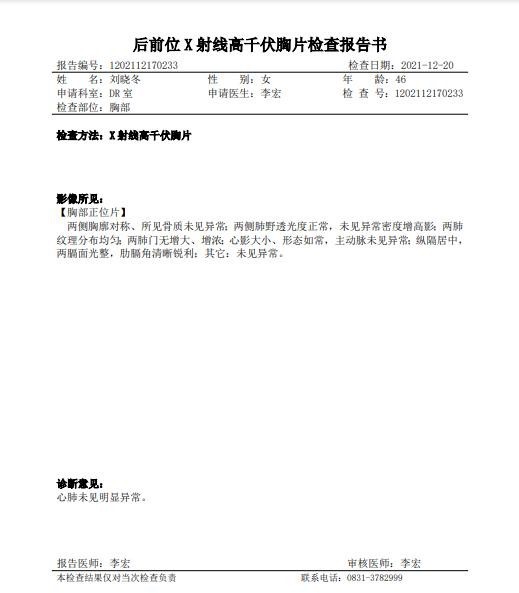 后前位 X 射线高千伏胸片检查报告书
报告编号：1202112170233 检查日期：2021-12-20
姓 名：刘晓冬 性 别：女 年 龄：46
申请科室：DR 室 申请医生：李宏 检 查 号：1202112170233
检查部位：胸部
检查方法：X 射线高千伏胸片
影像所见：
【胸部正位片】
两侧胸廓对称、所见骨质未见异常；两侧肺野透光度正常，未见异常密度增高影；两肺
纹理分布均匀；两肺门无增大、增浓；心影大小、形态如常，主动脉未见异常；纵隔居中，
两膈面光整，肋膈角清晰锐利；其它：未见异常。
诊断意见：
心肺未见明显异常。
报告医师：李宏 审核医师：李宏
本检查结果仅对当次检查负责 联系电话：0831-3782999